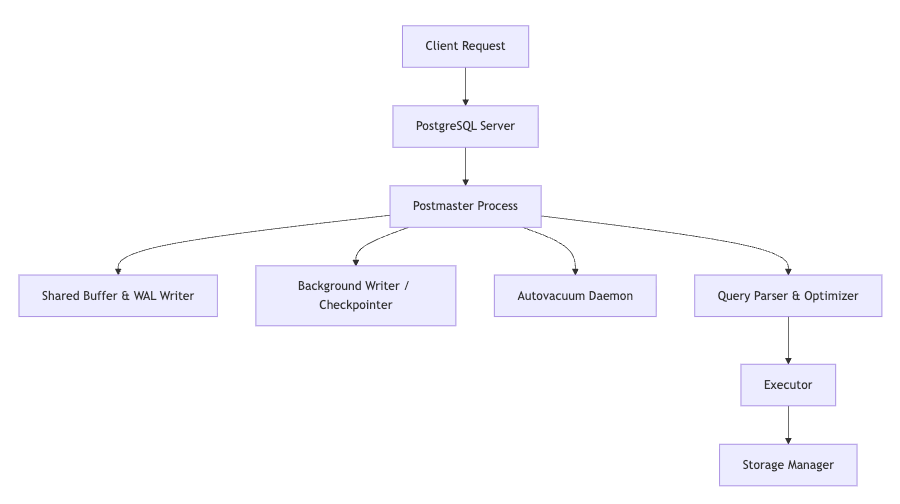 Client Request
PostgreSQL Server
Postmaster Process
Shared Buffer & WAL Writer
Background Writer /
Checkpointer
Autovacuum Daemon
Query Parser & Optimizer
Executor
Storage Manager